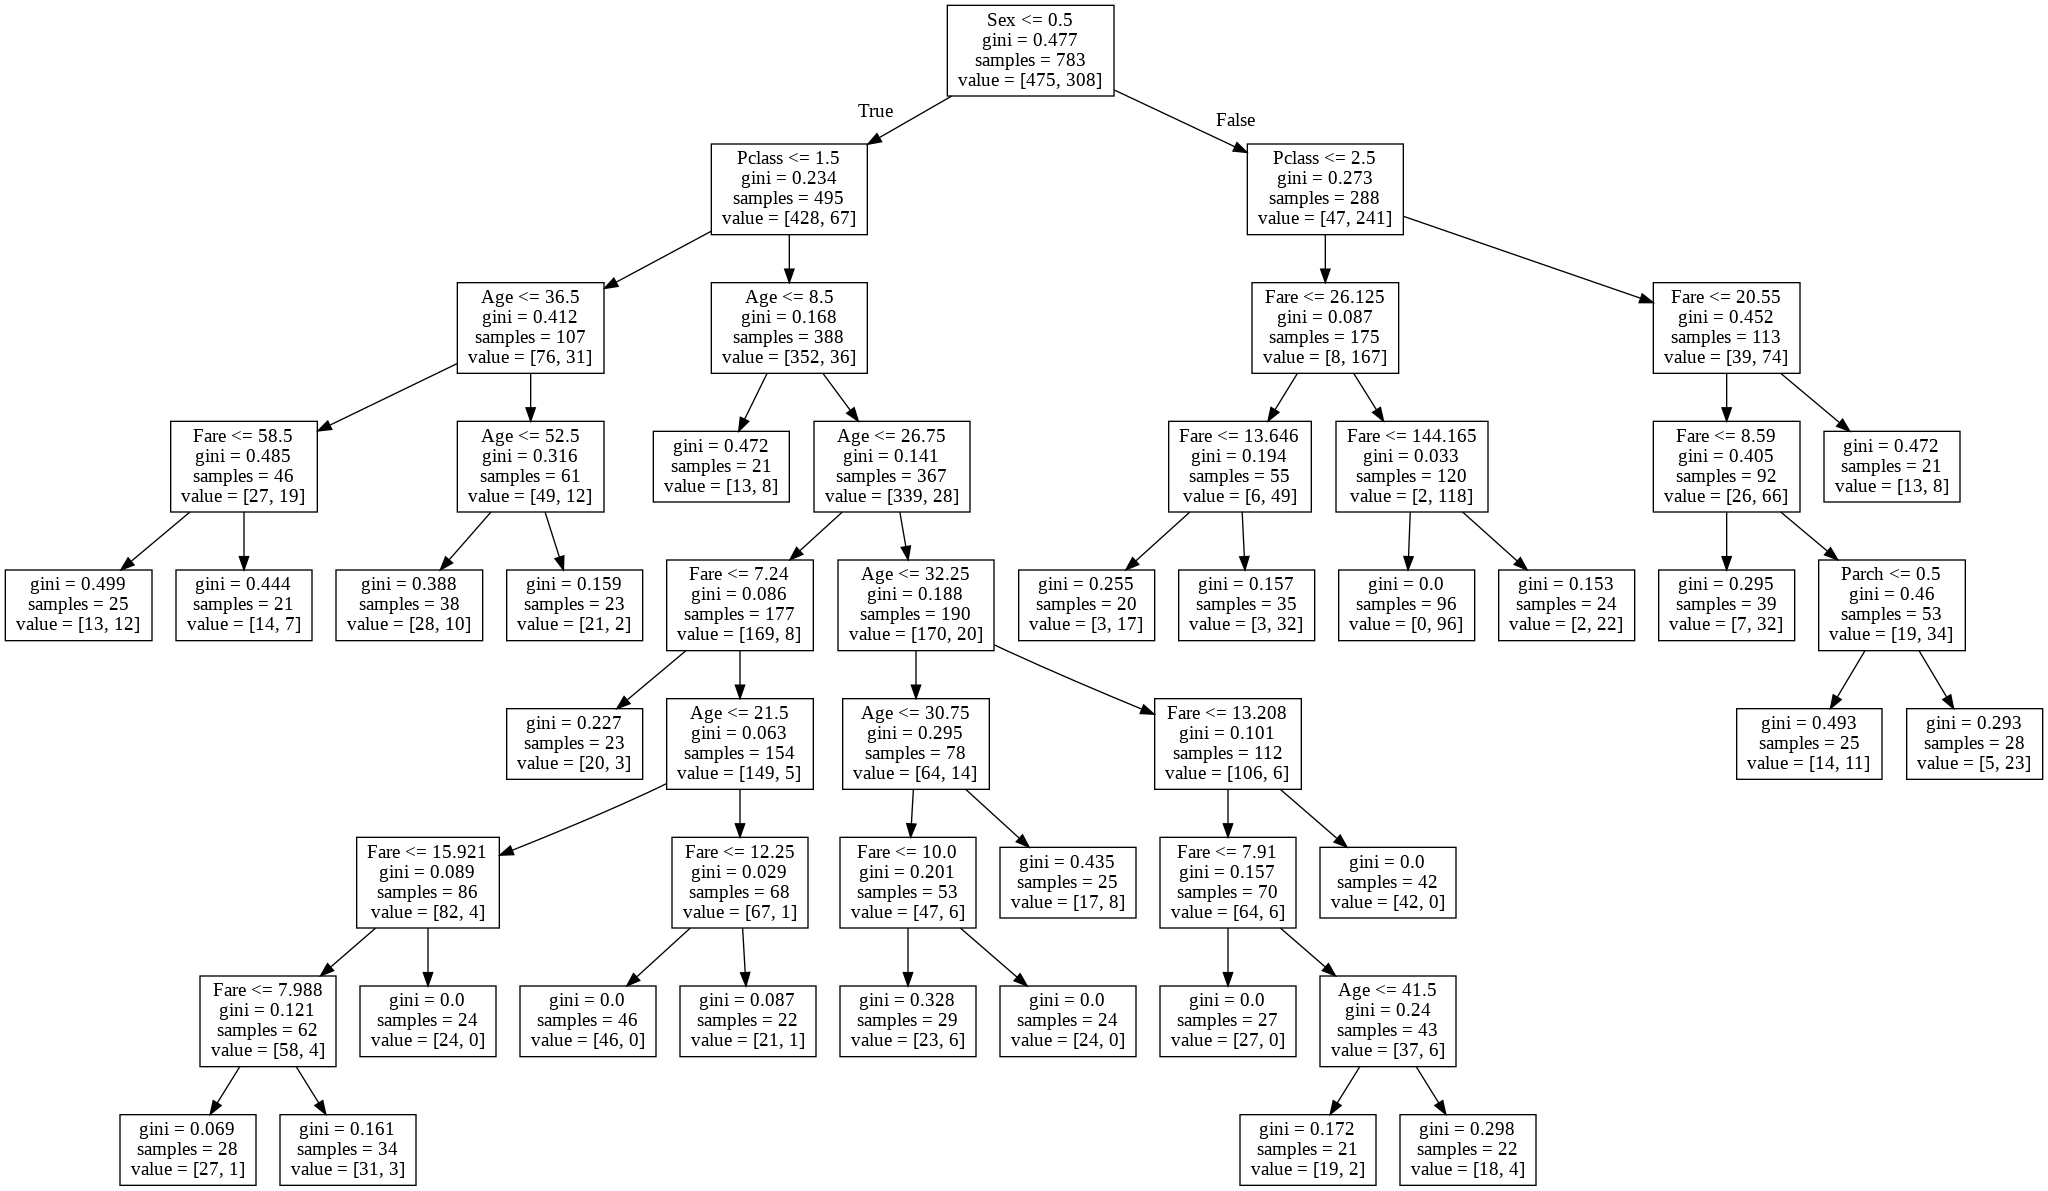 Sex <= 0.5
gini = 0.477
samples = 783
value = [475, 308]
True
False
Pclass <= 1.5
gini = 0.234
samples = 495
value = [428, 67]
Pclass <= 2.5
gini = 0.273
samples = 288
value = [47, 241]
Age <= 36.5
gini = 0.412
samples = 107
value = [76, 31]
Age <= 8.5
gini = 0.168
samples = 388
value = [352, 36]
Fare <= 26.125
gini = 0.087
samples = 175
value = [8, 167]
Fare <= 20.55
gini = 0.452
samples = 113
value = [39, 74]
Fare <= 58.5
gini = 0.485
samples = 46
value = [27, 19]
Age <= 52.5
gini = 0.316
samples = 61
value = [49, 12]
gini = 0.472
samples = 21
value = [13, 8]
Age <= 26.75
gini = 0.141
samples = 367
value = [339, 28]
Fare <= 13.646
gini = 0.194
samples = 55
value = [6, 49]
Fare <= 144.165
gini = 0.033
samples = 120
value = [2, 118]
Fare <= 8.59
gini = 0.405
samples = 92
value = [26, 66]
gini = 0.472
samples = 21
value = [13, 8]
gini = 0.499
samples = 25
value = [13, 12]
gini = 0.444
samples = 21
value = [14, 7]
gini = 0.388
samples = 38
value = [28, 10]
gini = 0.159
samples = 23
value = [21, 2]
Fare <= 7.24
gini = 0.086
samples = 177
value = [169, 8]
Age <= 32.25
gini = 0.188
samples = 190
value = [170, 20]
gini = 0.255
samples = 20
value = [3, 17]
gini = 0.157
samples = 35
value = [3, 32]
gini = 0.0
samples = 96
value = [0, 96]
gini = 0.153
samples = 24
value = [2, 22]
gini = 0.295
samples = 39
value = [7, 32]
Parch <= 0.5
gini = 0.46
samples = 53
value = [19, 34]
gini = 0.227
samples = 23
value = [20, 3]
Age <= 21.5
gini = 0.063
samples = 154
value = [149, 5]
Age <= 30.75
gini = 0.295
samples = 78
value = [64, 14]
Fare <= 13.208
gini = 0.101
samples = 112
value = [106, 6]
gini = 0.493
samples = 25
value = [14, 11]
gini = 0.293
samples = 28
value = [5, 23]
Fare <= 15.921
gini = 0.089
samples = 86
value = [82, 4]
Fare <= 12.25
gini = 0.029
samples = 68
value = [67, 1]
Fare <= 10.0
gini = 0.201
samples = 53
value = [47, 6]
gini = 0.435
samples = 25
value = [17, 8]
Fare <= 7.91
gini = 0.157
samples = 70
value = [64, 6]
gini = 0.0
samples = 42
value = [42, 0]
Fare <= 7.988
gini = 0.121
samples = 62
value = [58, 4]
gini = 0.0
samples = 24
value = [24, 0]
gini = 0.0
samples = 46
value = [46, 0]
gini = 0.087
samples = 22
value = [21, 1]
gini = 0.328
samples = 29
value = [23, 6]
gini = 0.0
samples = 24
value = [24, 0]
gini = 0.0
samples = 27
value = [27, 0]
Age <= 41.5
gini = 0.24
samples = 43
value = [37, 6]
gini = 0.069
samples = 28
value = [27, 1]
gini = 0.161
samples = 34
value = [31, 3]
gini = 0.172
samples = 21
value = [19, 2]
gini = 0.298
samples = 22
value = [18, 4]